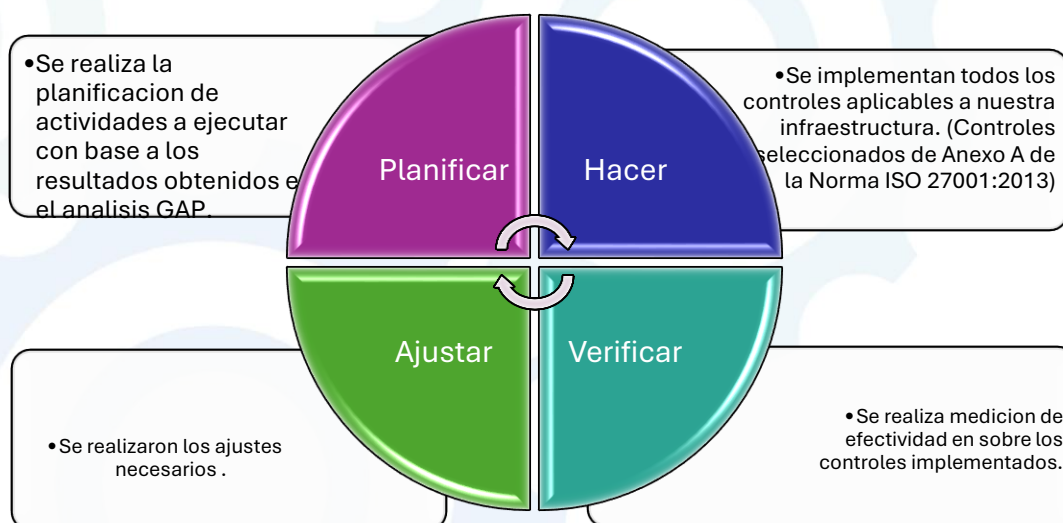 •Se realiza la
planificacion de
actividades a ejecutar
con base a los
resultados obtenidos e
el analisis GAP.
Planificar
Hacer
•Se implementan todos los
controles aplicables a nuestra
infraestructura. (Controles
seleccionados de Anexo A de
la Norma ISO 27001:2013)
Ajustar
Verificar
•Se realizaron los ajustes
necesarios .
•Se realiza medicion de
efectividad en sobre los
controles implementados.